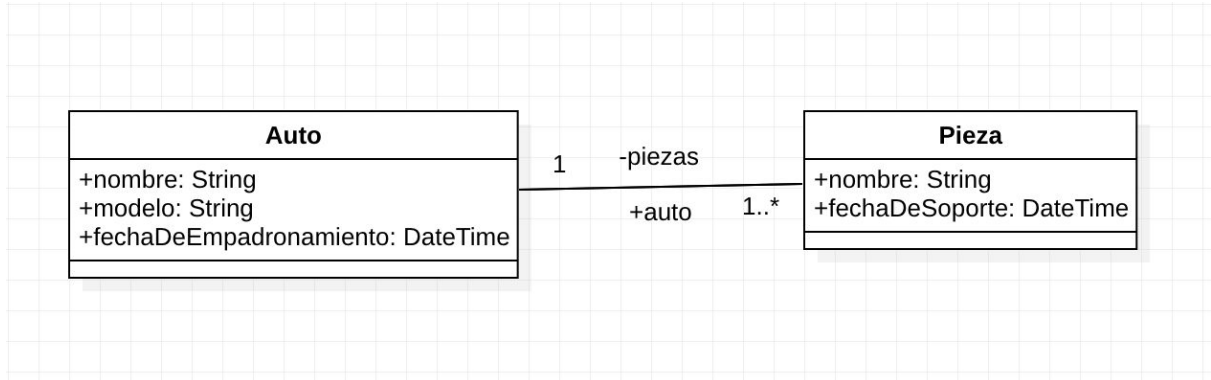 Auto
+nombre: String
+modelo: String
+fechaDeEmpadronamiento: DateTime
1
-piezas
+auto
1..*
Pieza
+nombre: String
+fechaDeSoporte: DateTime